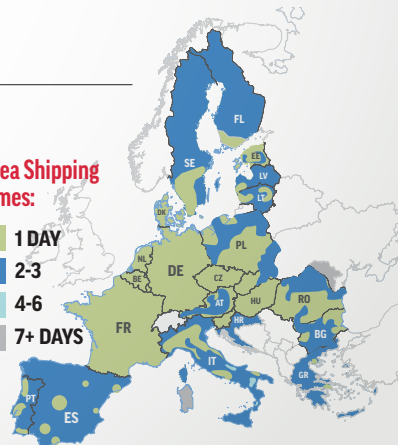 ea Shipping
mes:
1 DAY
2-3
4-6
7+ DAYS
FL
SE
EE
LV
LT
DK
NL
BE
DE
PL
CZ
FR
AT
HU
RO
HR
BG
IT
GR
PT
ES